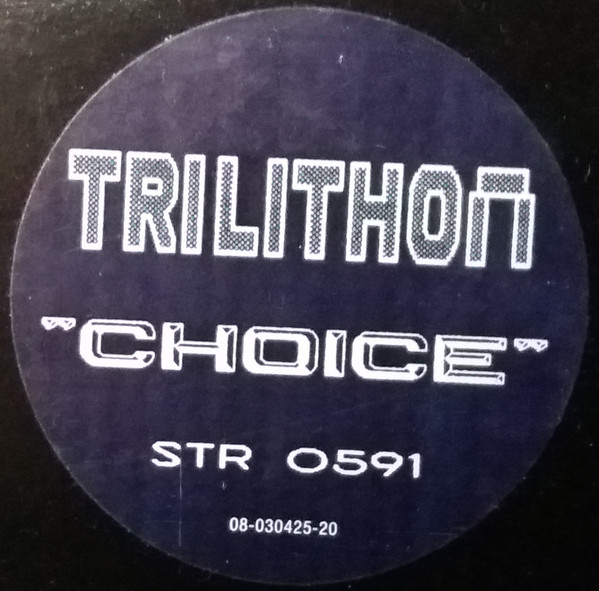 TRILITHON
"CHOICE"
STR 0591
08-030425-20